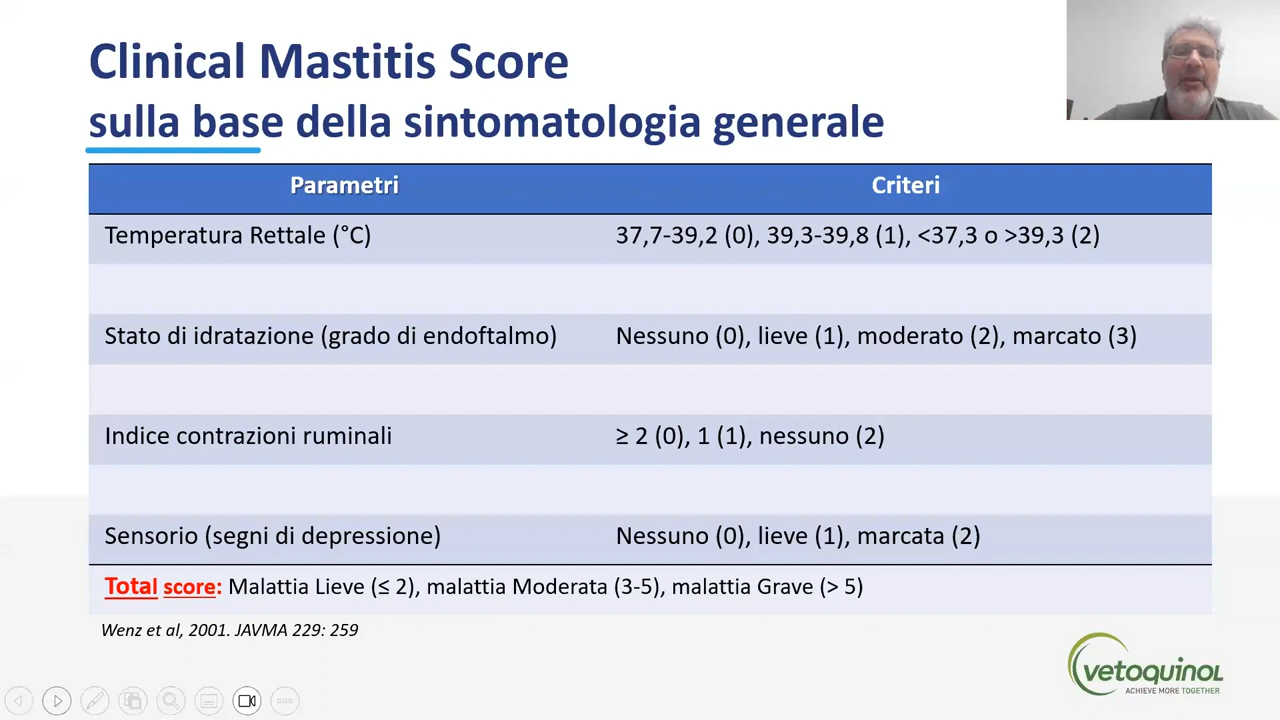 Clinical Mastitis Score
sulla base della sintomatologia generale
Parametri Criteri
Temperatura Rettale (°C) 37,7-39,2 (0), 39,3-39,8 (1), <37,3 o >39,3 (2)
Stato di idratazione (grado di endoftalmo) Nessuno (0), lieve (1), moderato (2), marcato (3)
Indice contrazioni ruminali ≥ 2 (0), 1 (1), nessuno (2)
Sensorio (segni di depressione) Nessuno (0), lieve (1), marcata (2)
Total score: Malattia Lieve (≤ 2), malattia Moderata (3-5), malattia Grave (> 5)
Wenz et al, 2001. JAVMA 229: 259
vetoquinol
ACHIEVE MORE TOGETHER